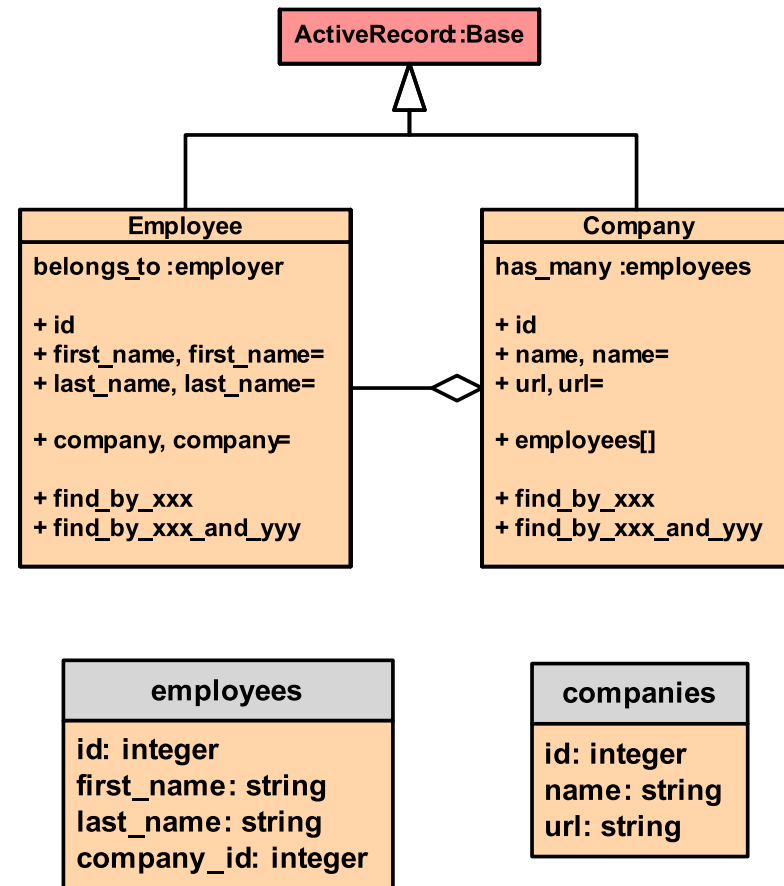 ActiveRecord::Base
Employee
belongs_to :employer
+ id
+ first_name, first_name=
+ last_name, last_name=
+ company, company=
+ find_by_xxx
+ find_by_xxx_and_yyy
Company
has_many :employees
+ id
+ name, name=
+ url, url=
+ employees[]
+ find_by_xxx
+ find_by_xxx_and_yyy
employees
id: integer
first_name: string
last_name: string
company_id: integer
companies
id: integer
name: string
url: string